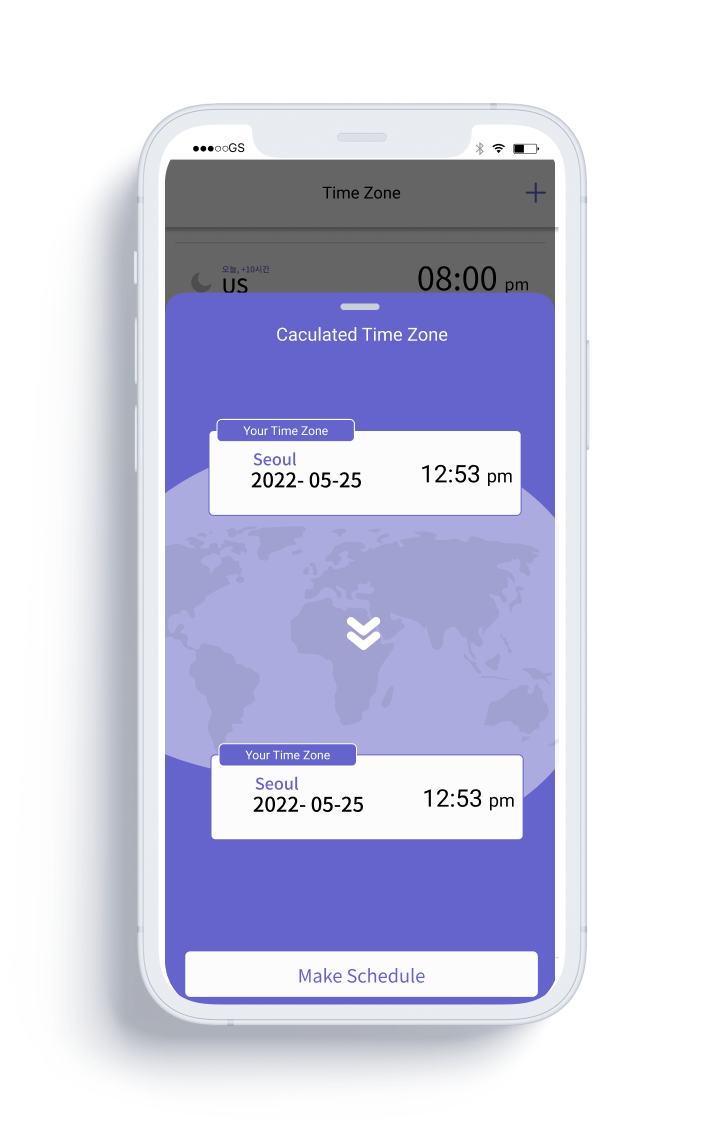 ●●●○○GS
Time Zone
오늘, +10시간
US
08:00 pm
Caculated Time Zone
Your Time Zone
Seoul
2022- 05-25
12:53 pm
Your Time Zone
Seoul
2022- 05-25
12:53 pm
Make Schedule